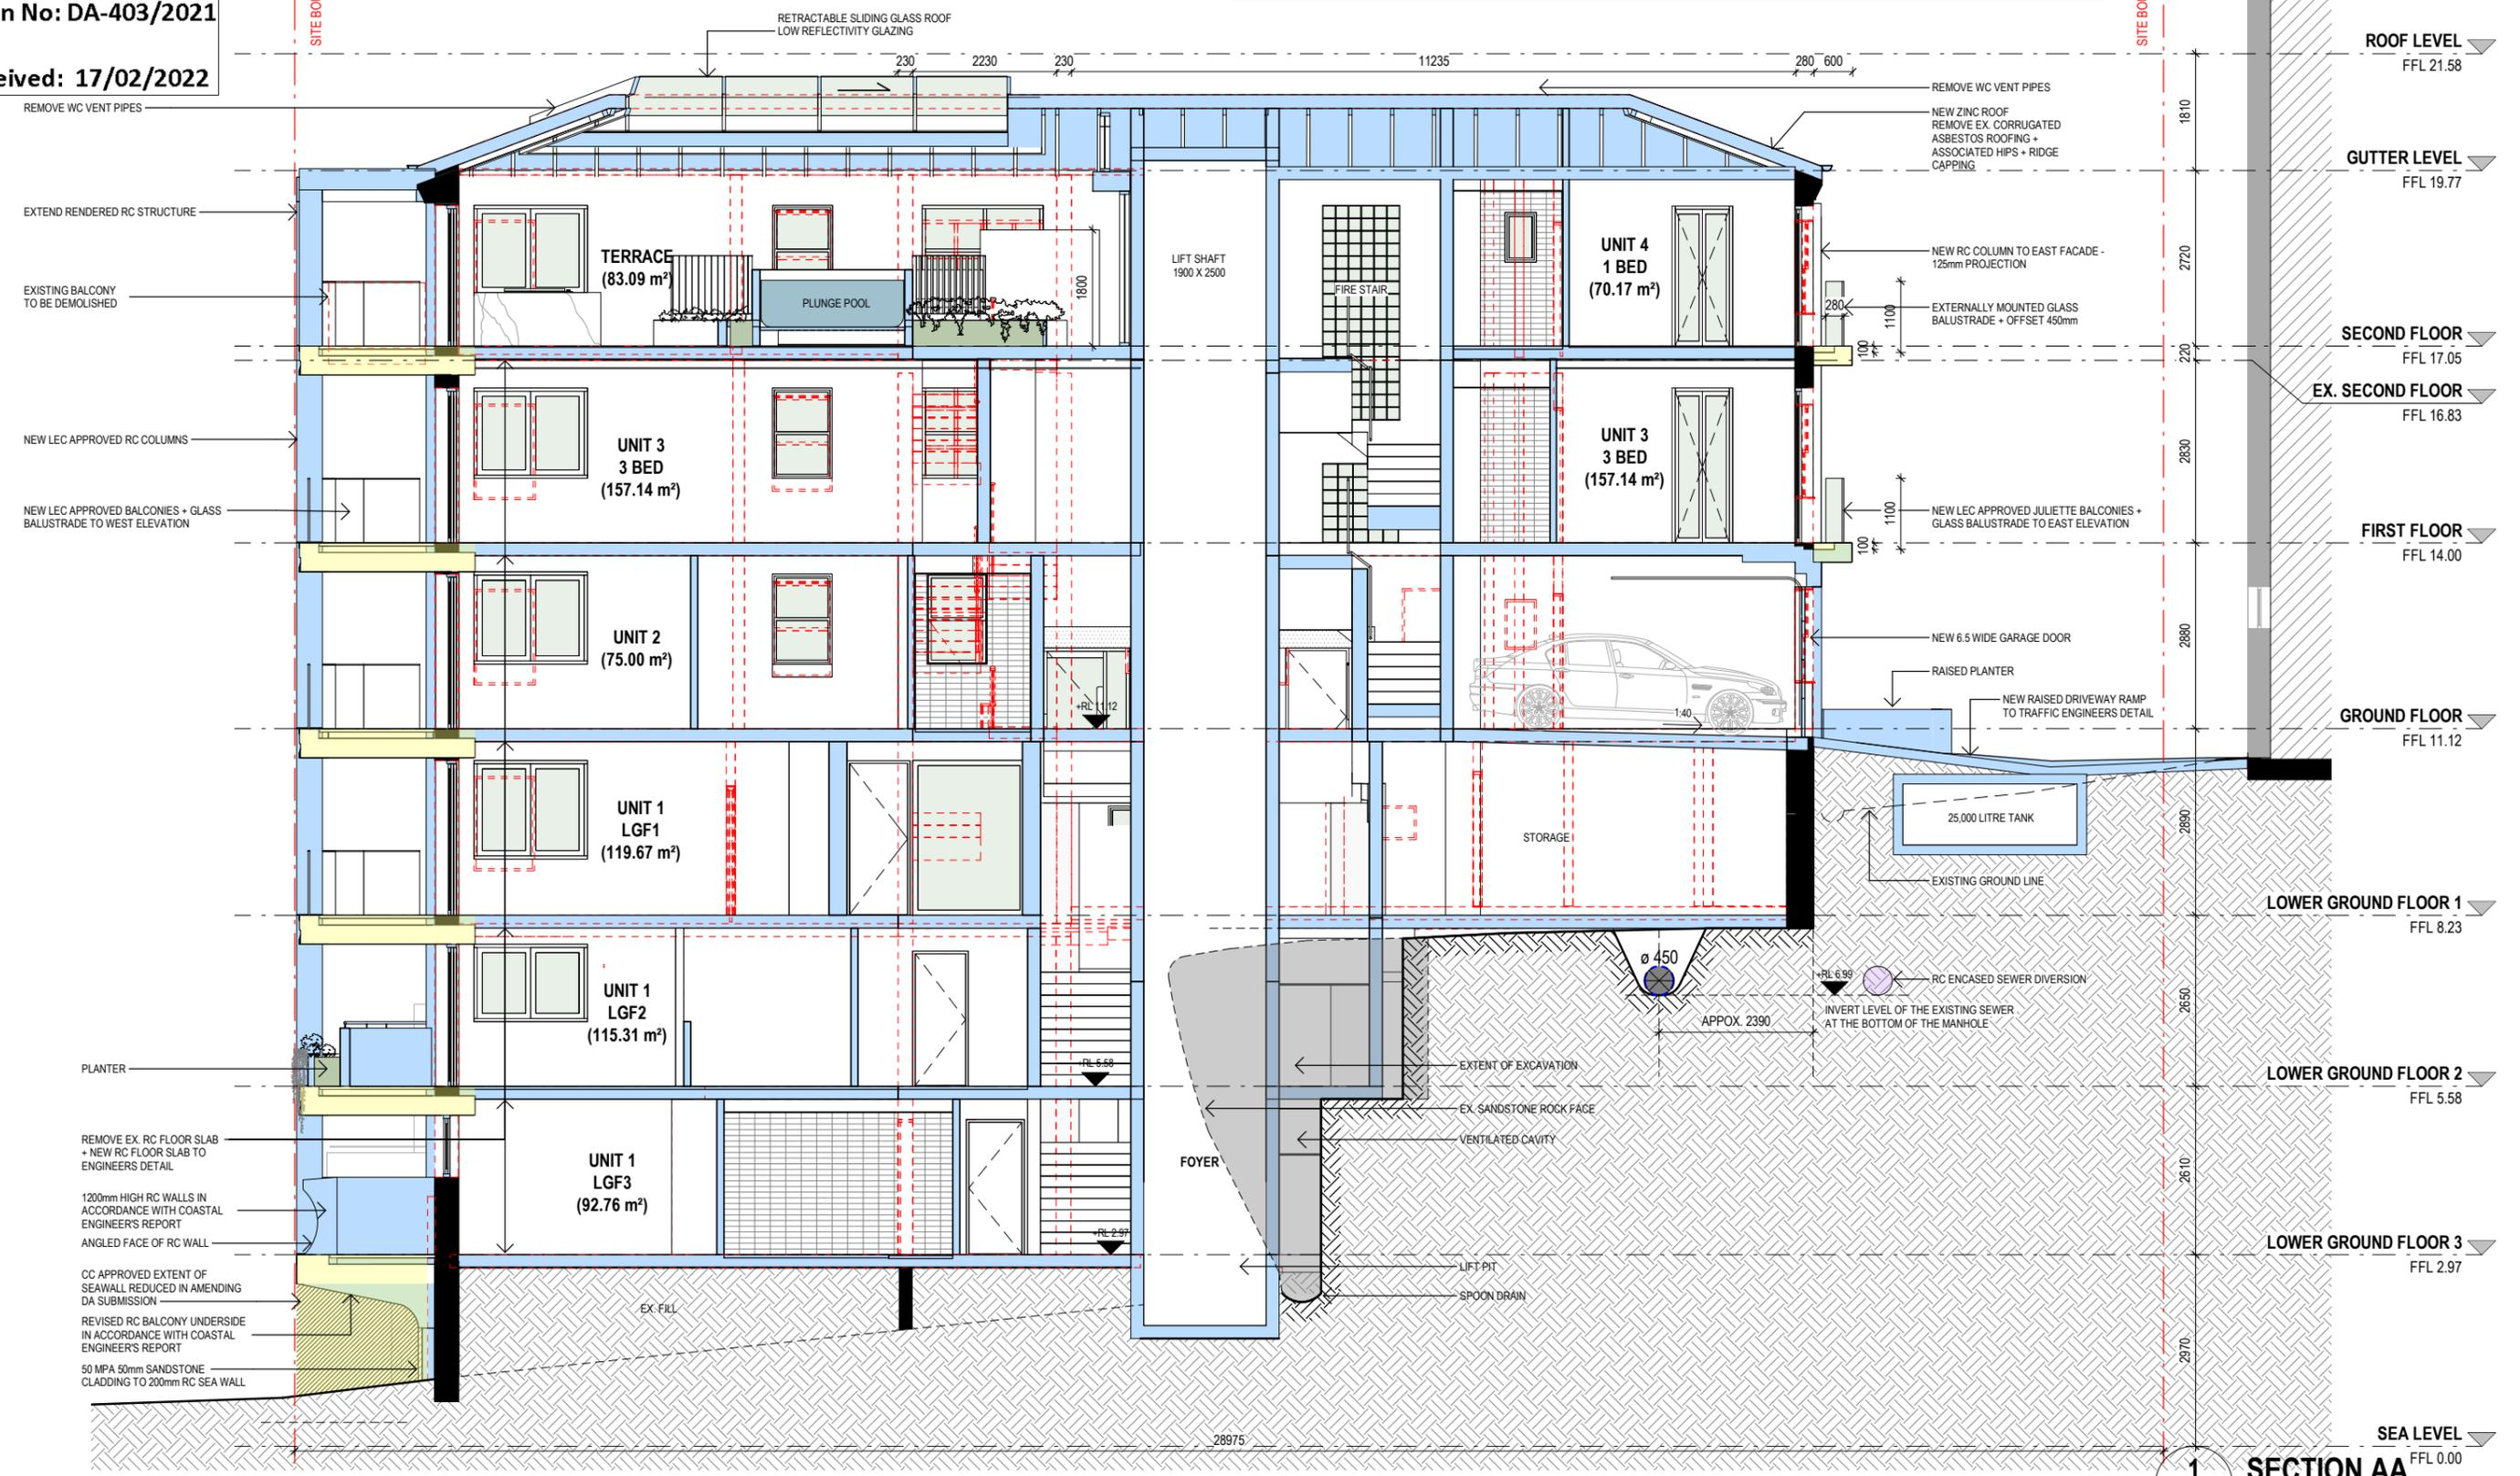 n No: DA-403/2021
eived: 17/02/2022
SITE BOU
RETRACTABLE SLIDING GLASS ROOF
LOW REFLECTIVITY GLAZING
230
2230
230
11235
280
600
SITE BOU
ROOF LEVEL
FFL 21.58
REMOVE WC VENT PIPES
REMOVE WC VENT PIPES
NEW ZINC ROOF
REMOVE EX. CORRUGATED
ASBESTOS ROOFING +
ASSOCIATED HIPS + RIDGE
CAPPING
1810
GUTTER LEVEL
FFL 19.77
EXTEND RENDERED RC STRUCTURE
TERRACE
(83.09 m²)
PLUNGE POOL
1800
LIFT SHAFT
1900 X 2500
FIRE STAIR
UNIT 4
1 BED
(70.17 m²)
NEW RC COLUMN TO EAST FACADE -
125mm PROJECTION
2720
EXISTING BALCONY
TO BE DEMOLISHED
280
1100
EXTERNALLY MOUNTED GLASS
BALUSTRADE + OFFSET 450mm
100
SECOND FLOOR
FFL 17.05
220
EX. SECOND FLOOR
FFL 16.83
NEW LEC APPROVED RC COLUMNS
UNIT 3
3 BED
(157.14 m²)
UNIT 3
3 BED
(157.14 m²)
2830
NEW LEC APPROVED BALCONIES + GLASS
BALUSTRADE TO WEST ELEVATION
1100
NEW LEC APPROVED JULIETTE BALCONIES +
GLASS BALUSTRADE TO EAST ELEVATION
100
FIRST FLOOR
FFL 14.00
UNIT 2
(75.00 m²)
+RL 11.12
1:40
NEW 6.5 WIDE GARAGE DOOR
2880
RAISED PLANTER
NEW RAISED DRIVEWAY RAMP
TO TRAFFIC ENGINEERS DETAIL
GROUND FLOOR
FFL 11.12
UNIT 1
LGF1
(119.67 m²)
STORAGE
25,000 LITRE TANK
2890
EXISTING GROUND LINE
LOWER GROUND FLOOR 1
FFL 8.23
UNIT 1
LGF2
(115.31 m²)
ø 450
+RL 6.99
RC ENCASED SEWER DIVERSION
INVERT LEVEL OF THE EXISTING SEWER
AT THE BOTTOM OF THE MANHOLE
APPOX. 2390
2650
PLANTER
+RL 5.58
EXTENT OF EXCAVATION
LOWER GROUND FLOOR 2
FFL 5.58
EX. SANDSTONE ROCK FACE
REMOVE EX. RC FLOOR SLAB
+ NEW RC FLOOR SLAB TO
ENGINEERS DETAIL
VENTILATED CAVITY
UNIT 1
LGF3
(92.76 m²)
FOYER
2610
1200mm HIGH RC WALLS IN
ACCORDANCE WITH COASTAL
ENGINEER'S REPORT
ANGLED FACE OF RC WALL
+RL 2.97
LOWER GROUND FLOOR 3
FFL 2.97
LIFT PIT
SPOON DRAIN
CC APPROVED EXTENT OF
SEAWALL REDUCED IN AMENDING
DA SUBMISSION
EX. FILL
REVISED RC BALCONY UNDERSIDE
IN ACCORDANCE WITH COASTAL
ENGINEER'S REPORT
2970
50 MPA 50mm SANDSTONE
CLADDING TO 200mm RC SEA WALL
28975
SEA LEVEL
FFL 0.00
1
SECTION AA